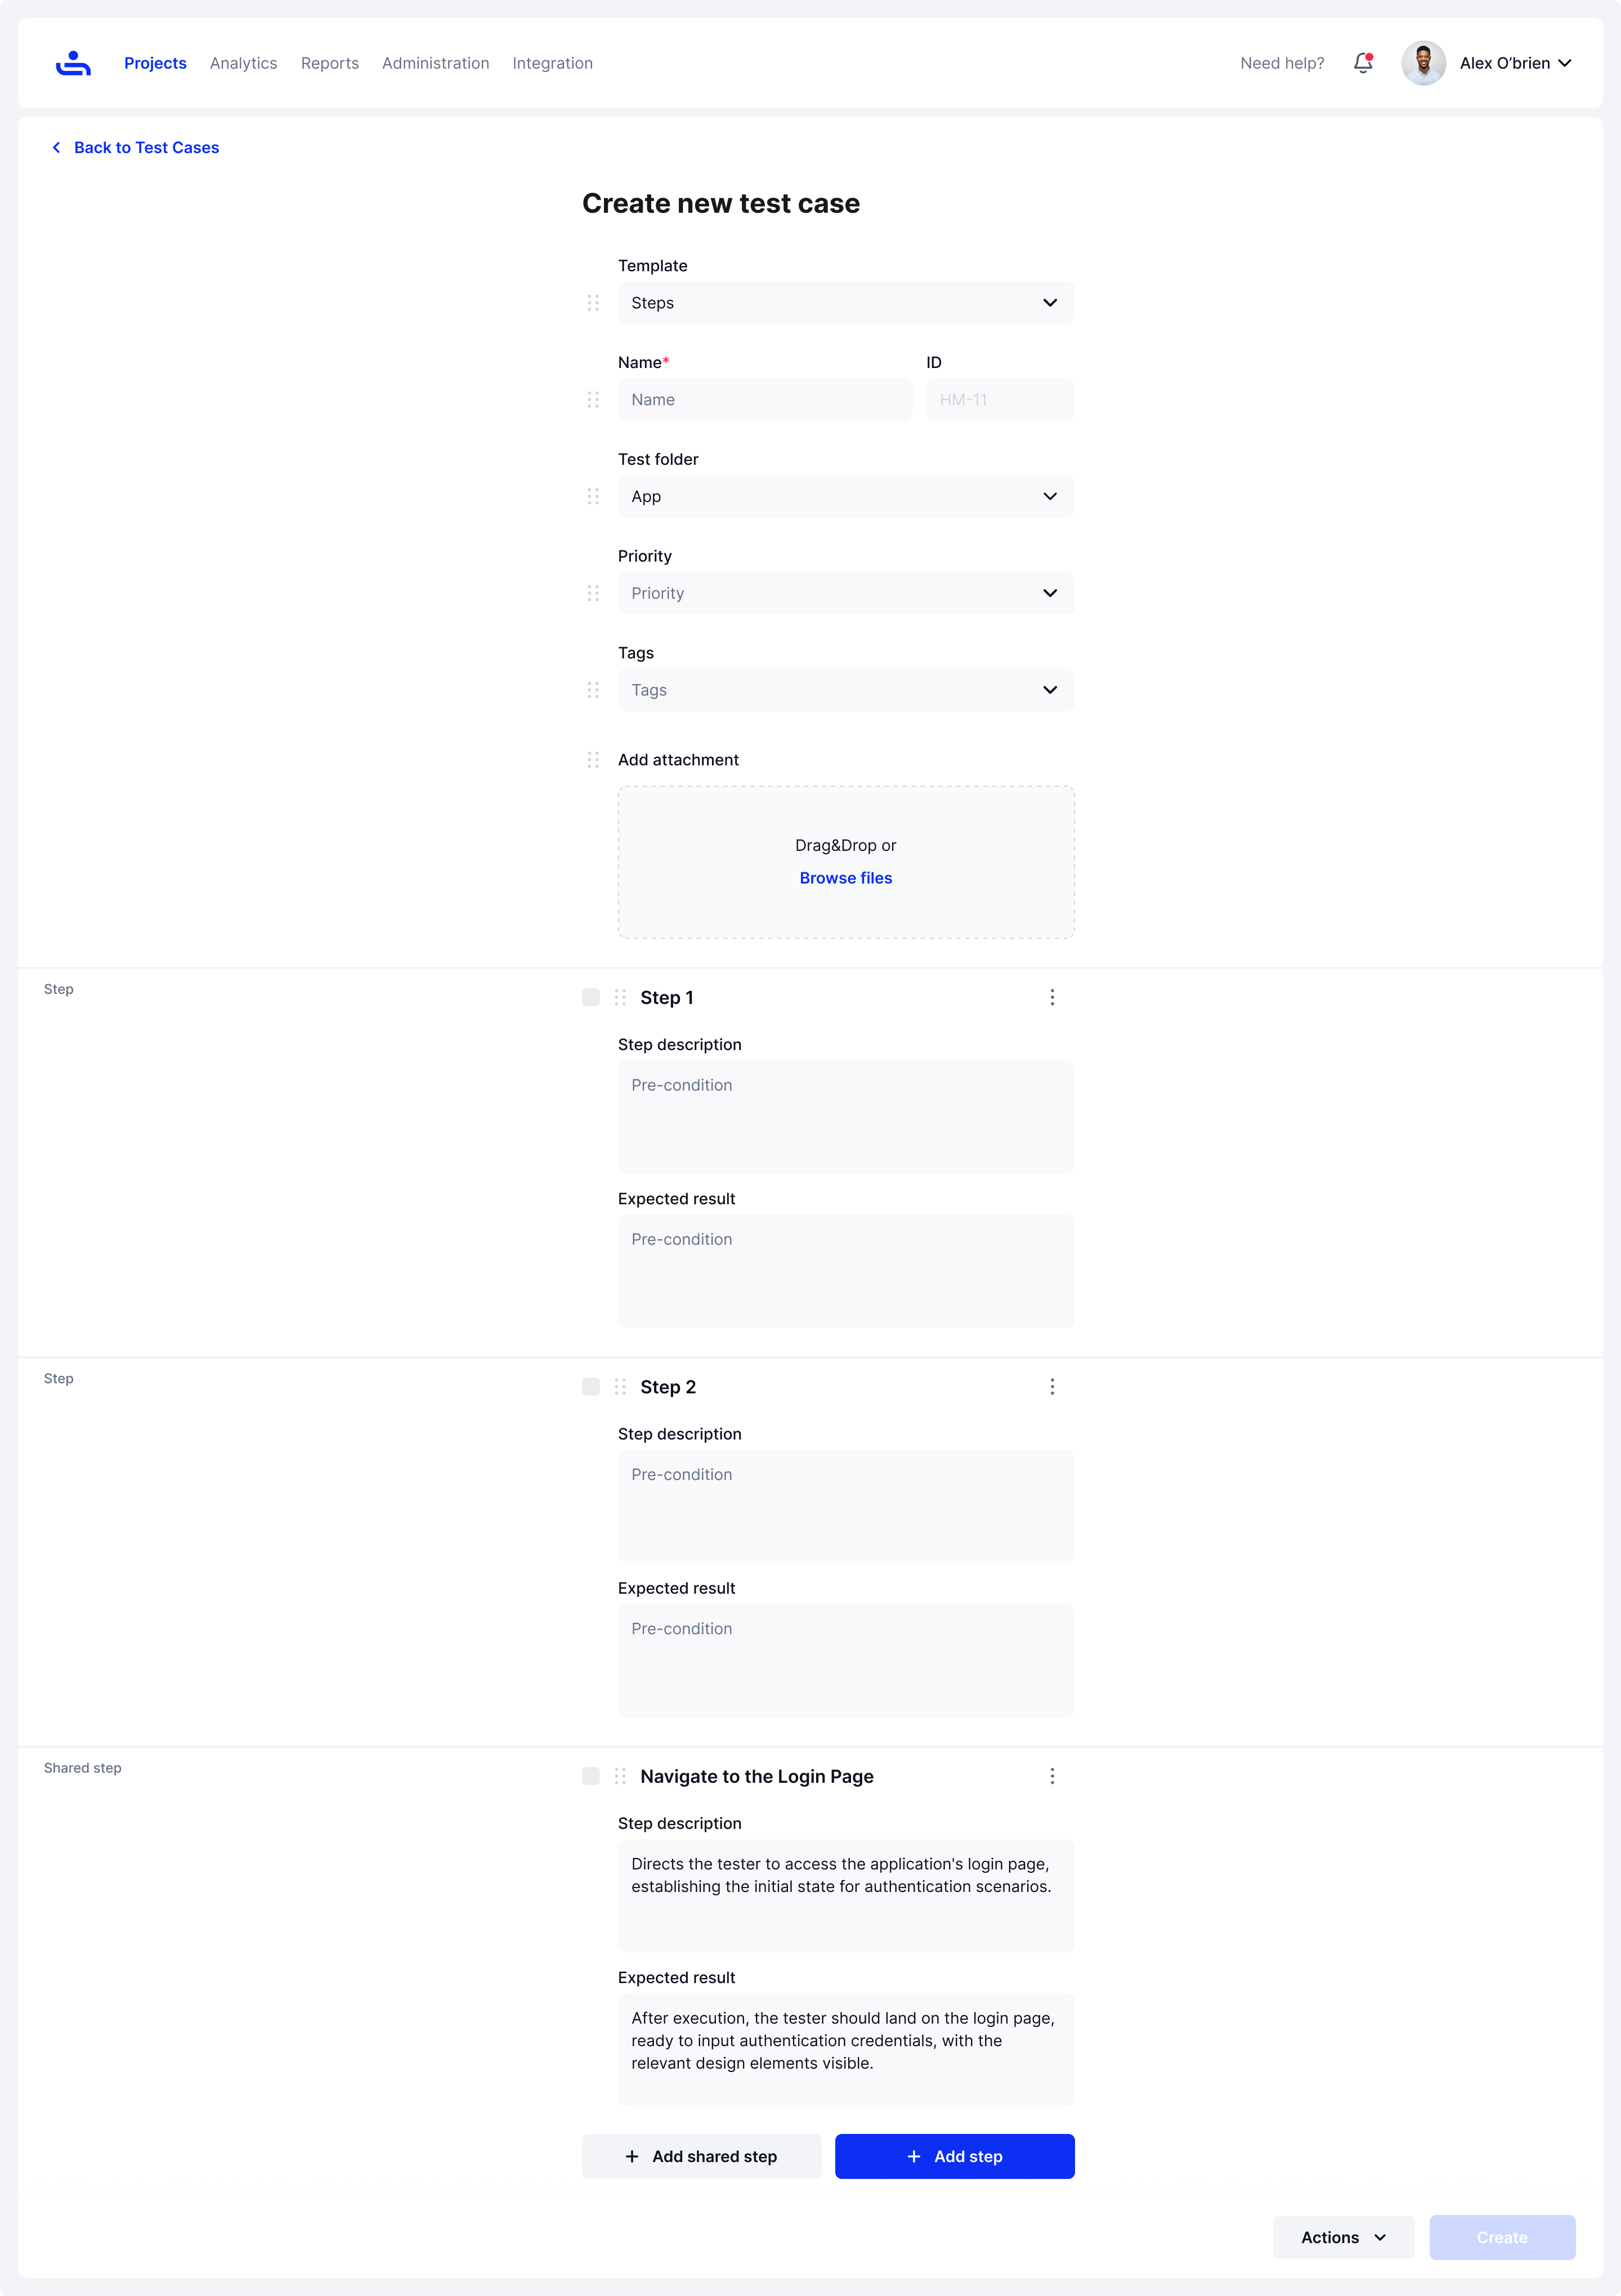 Projects Analytics Reports Administration Integration Need help? Alex O’brien
Back to Test Cases
Create new test case
Template
Steps
Name* ID
Name HM-11
Test folder
App
Priority
Priority
Tags
Tags
Add attachment
Drag&Drop or
Browse files
Step
Step 1
Step description
Pre-condition
Expected result
Pre-condition
Step
Step 2
Step description
Pre-condition
Expected result
Pre-condition
Shared step
Navigate to the Login Page
Step description
Directs the tester to access the application's login page,
establishing the initial state for authentication scenarios.
Expected result
After execution, the tester should land on the login page,
ready to input authentication credentials, with the
relevant design elements visible.
+ Add shared step + Add step
Actions Create